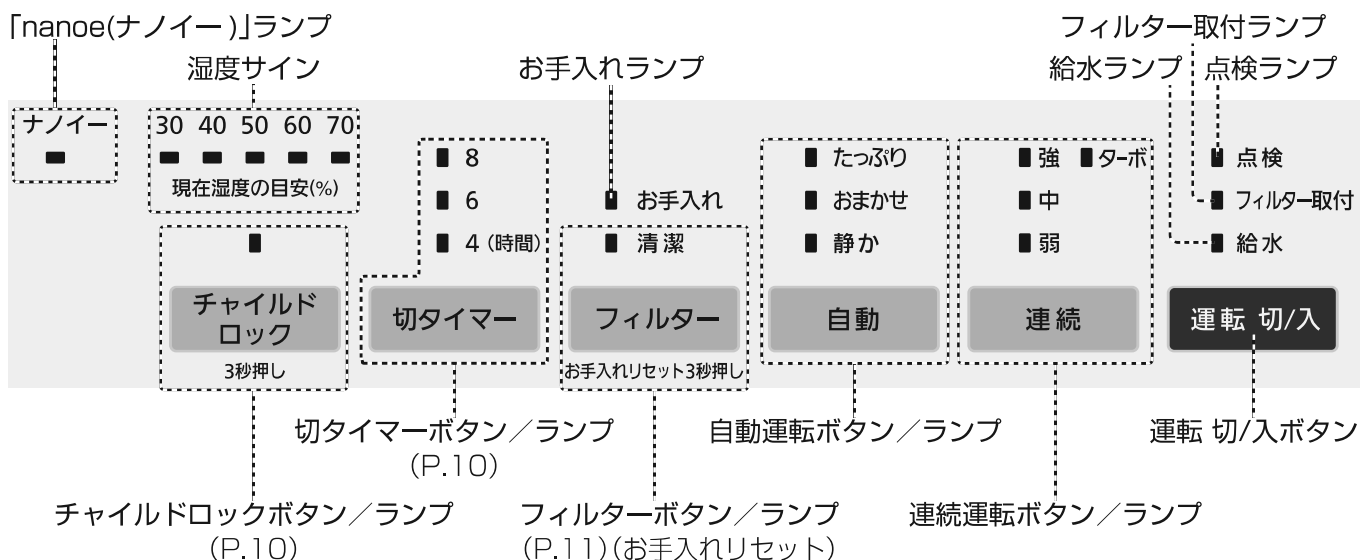 「nanoe(ナノイー)」ランプ
フィルター取付ランプ
湿度サイン
お手入れランプ
給水ランプ
点検ランプ
ナノイー
30 40 50 60 70
現在湿度の目安(%)
8
6
4 (時間)
お手入れ
清潔
たっぷり
おまかせ
静か
強
ターボ
中
弱
点検
フィルター取付
給水
チャイルド
ロック
切タイマー
フィルター
自動
連続
運転 切/入
3秒押し
お手入れリセット3秒押し
切タイマーボタン／ランプ
(P.10)
自動運転ボタン／ランプ
運転 切/入ボタン
チャイルドロックボタン／ランプ
(P.10)
フィルターボタン／ランプ
(P.11)(お手入れリセット)
連続運転ボタン／ランプ